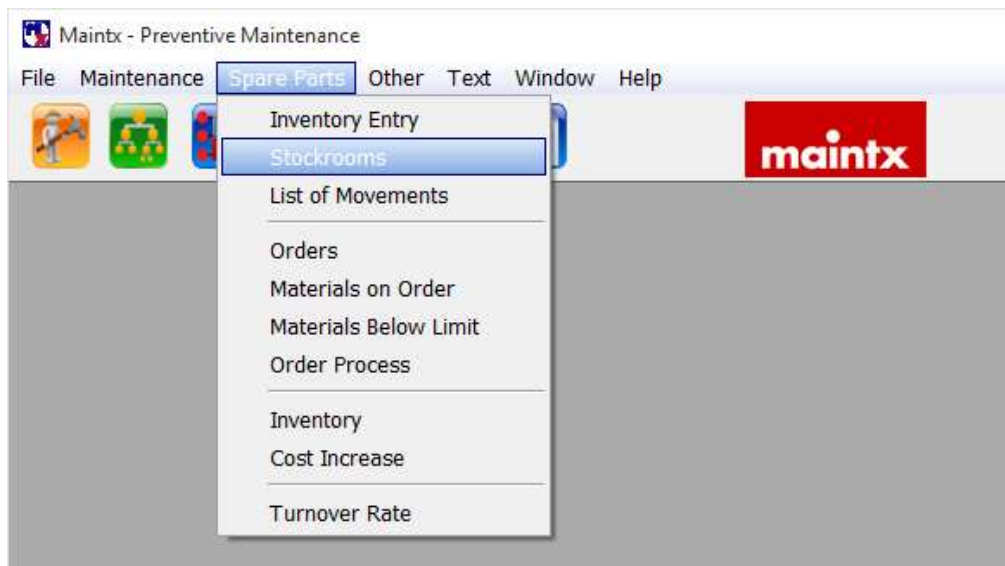 Maintx - Preventive Maintenance
File Maintenance Spare Parts Other Text Window Help
maintx
Inventory Entry
Stockrooms
List of Movements
Orders
Materials on Order
Materials Below Limit
Order Process
Inventory
Cost Increase
Turnover Rate